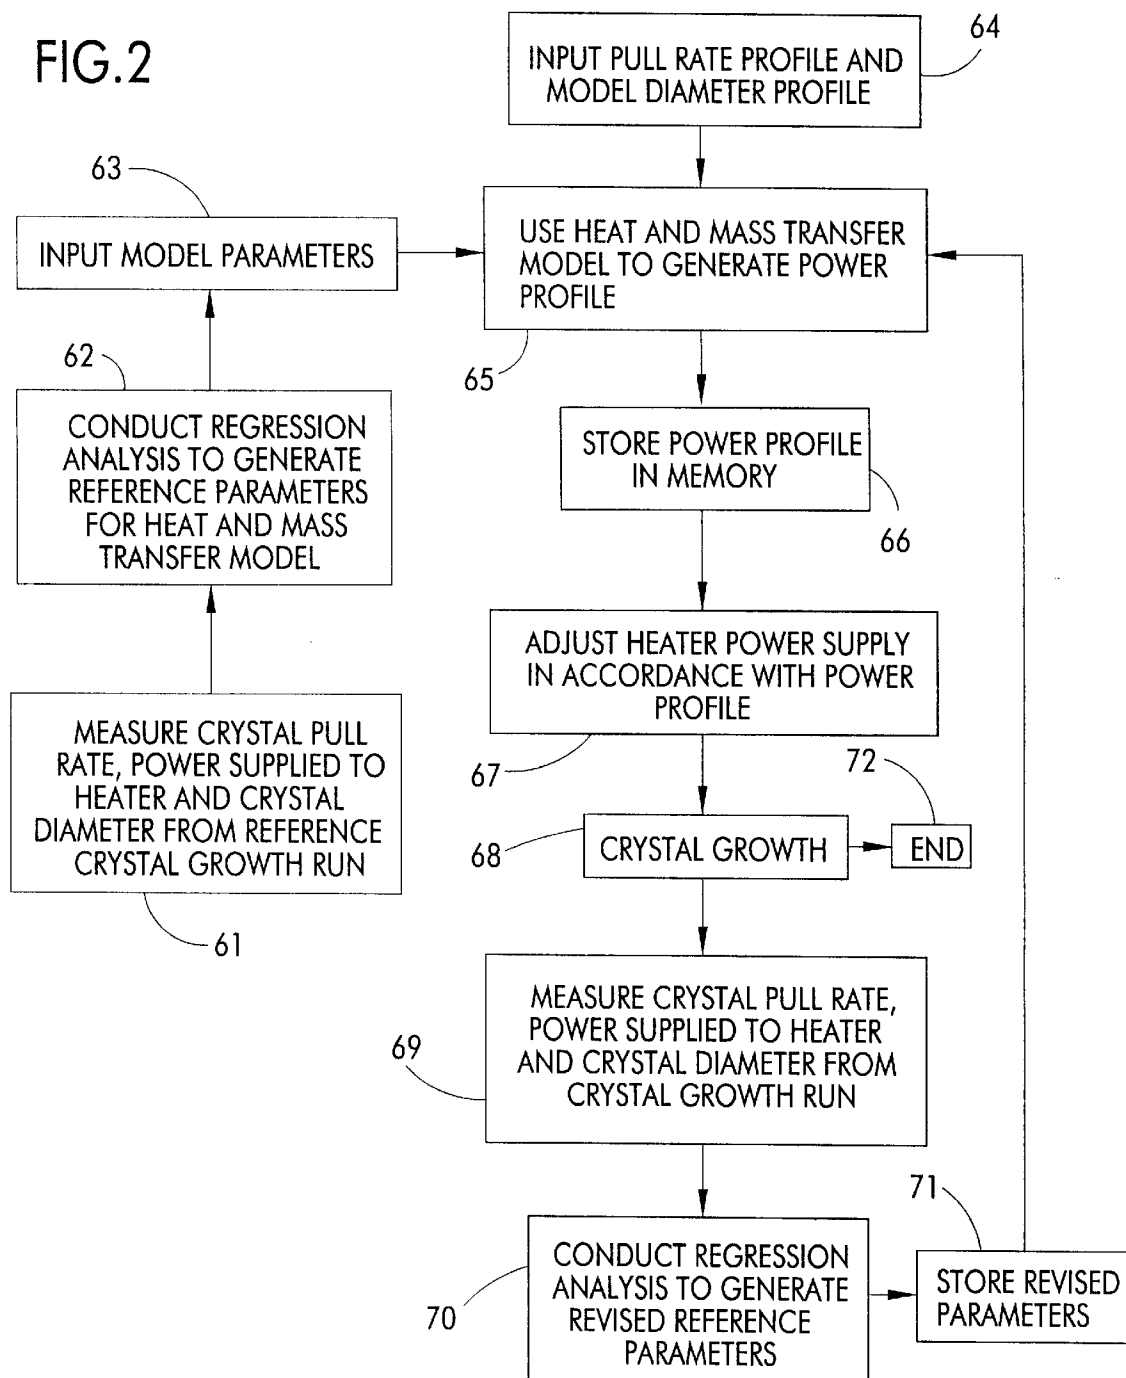 FIG.2
64
INPUT PULL RATE PROFILE AND
MODEL DIAMETER PROFILE
63
INPUT MODEL PARAMETERS
USE HEAT AND MASS TRANSFER
MODEL TO GENERATE POWER
PROFILE
65
62
CONDUCT REGRESSION
ANALYSIS TO GENERATE
REFERENCE PARAMETERS
FOR HEAT AND MASS
TRANSFER MODEL
STORE POWER PROFILE
IN MEMORY
66
MEASURE CRYSTAL PULL
RATE, POWER SUPPLIED TO
HEATER AND CRYSTAL
DIAMETER FROM REFERENCE
CRYSTAL GROWTH RUN
61
ADJUST HEATER POWER SUPPLY
IN ACCORDANCE WITH POWER
PROFILE
67
72
68
CRYSTAL GROWTH
END
MEASURE CRYSTAL PULL RATE,
POWER SUPPLIED TO HEATER
AND CRYSTAL DIAMETER FROM
CRYSTAL GROWTH RUN
69
70
CONDUCT REGRESSION
ANALYSIS TO GENERATE
REVISED REFERENCE
PARAMETERS
71
STORE REVISED
PARAMETERS